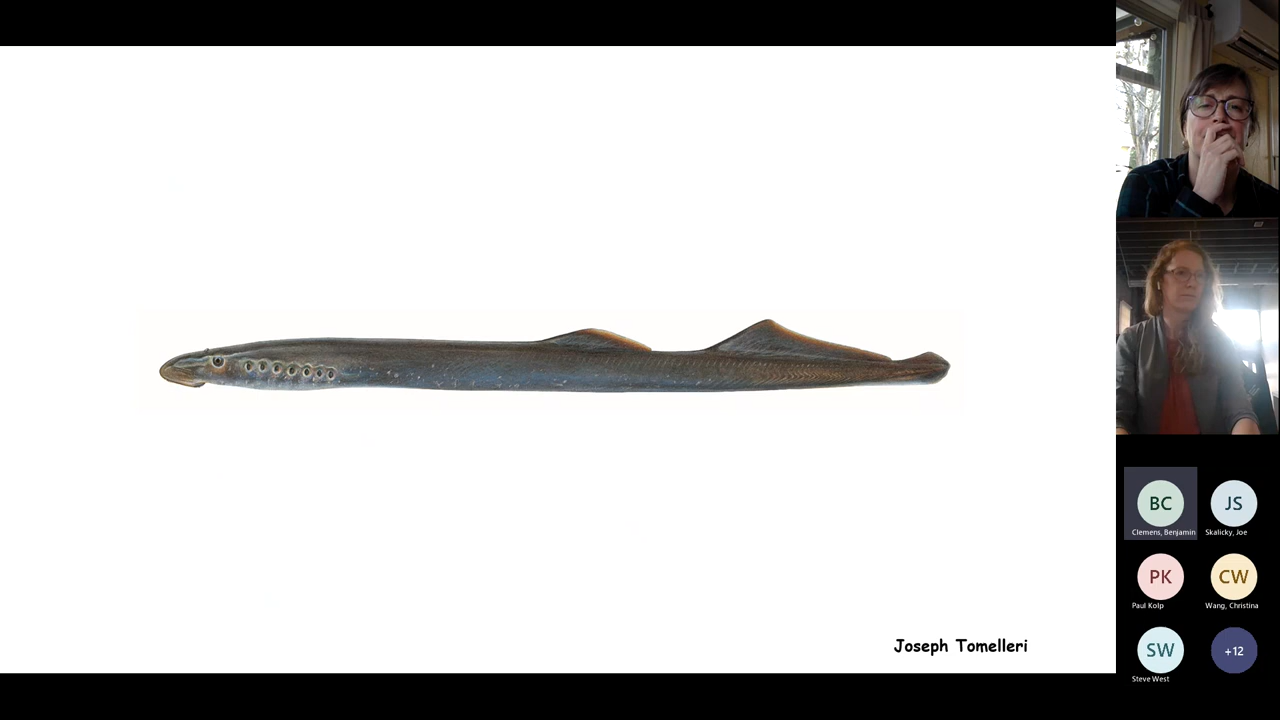 Joseph Tomelleri
BC
JS
Clemens, Benjamin
Skalicky, Joe
PK
CW
Paul Kolp
Wang, Christina
SW
+12
Steve West